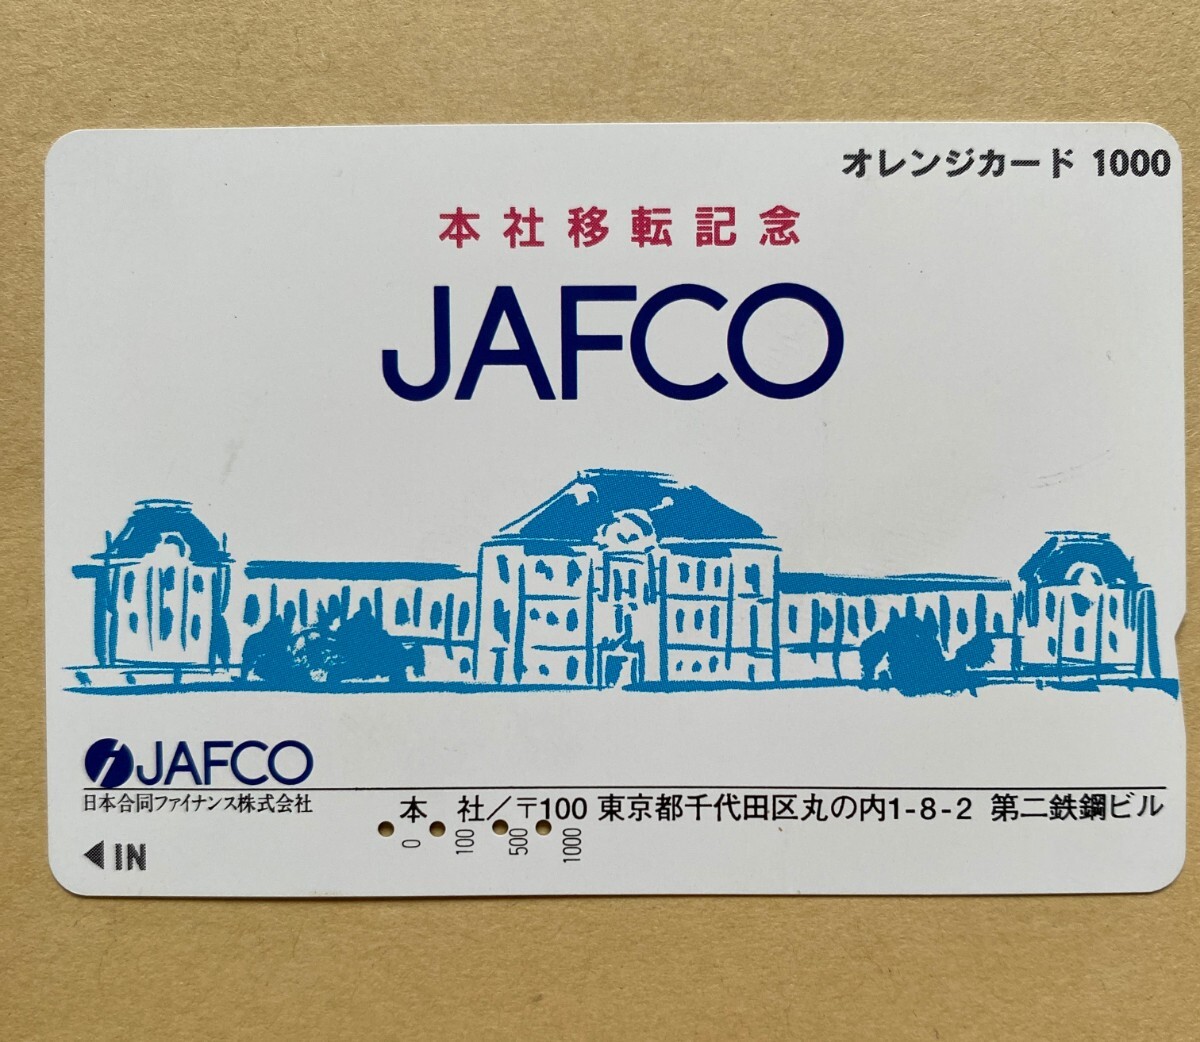 オレンジカード 1000
本社移転記念
JAFCO
JAFCO
日本合同ファイナンス株式会社
本 社／〒100 東京都千代田区丸の内1-8-2 第二鉄鋼ビル
0 100 500 1000
◀IN